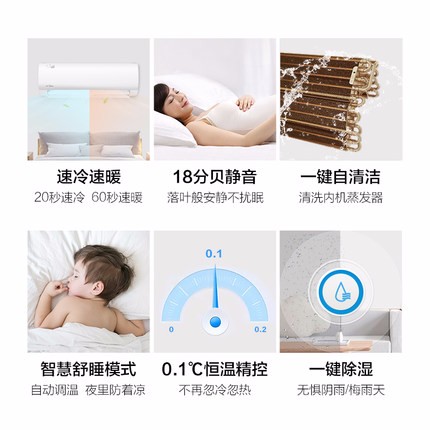 速冷速暖
20秒速冷 60秒速暖
18分贝静音
落叶般安静不扰眠
一键自清洁
清洗内机蒸发器
0.1
0
0.2
智慧舒睡模式
自动调温 夜里防着凉
0.1℃恒温精控
不再忽冷忽热
一键除湿
无惧阴雨/梅雨天